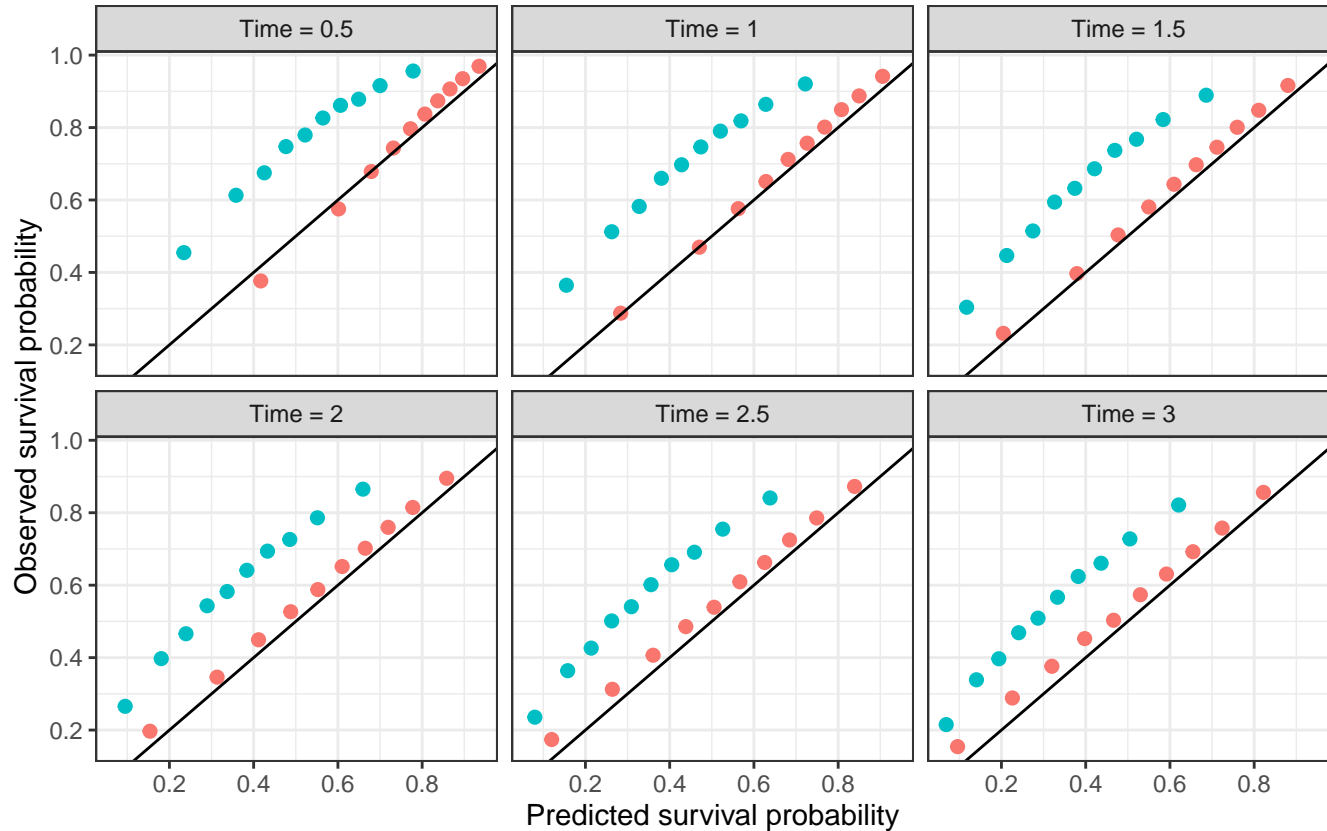 Time = 0.5
Time = 1
Time = 1.5
1.0
0.8
0.6
0.4
0.2
Time = 2
Time = 2.5
Time = 3
1.0
0.8
0.6
0.4
0.2
0.2 0.4 0.6 0.8
0.2 0.4 0.6 0.8
0.2 0.4 0.6 0.8
Observed survival probability
Predicted survival probability